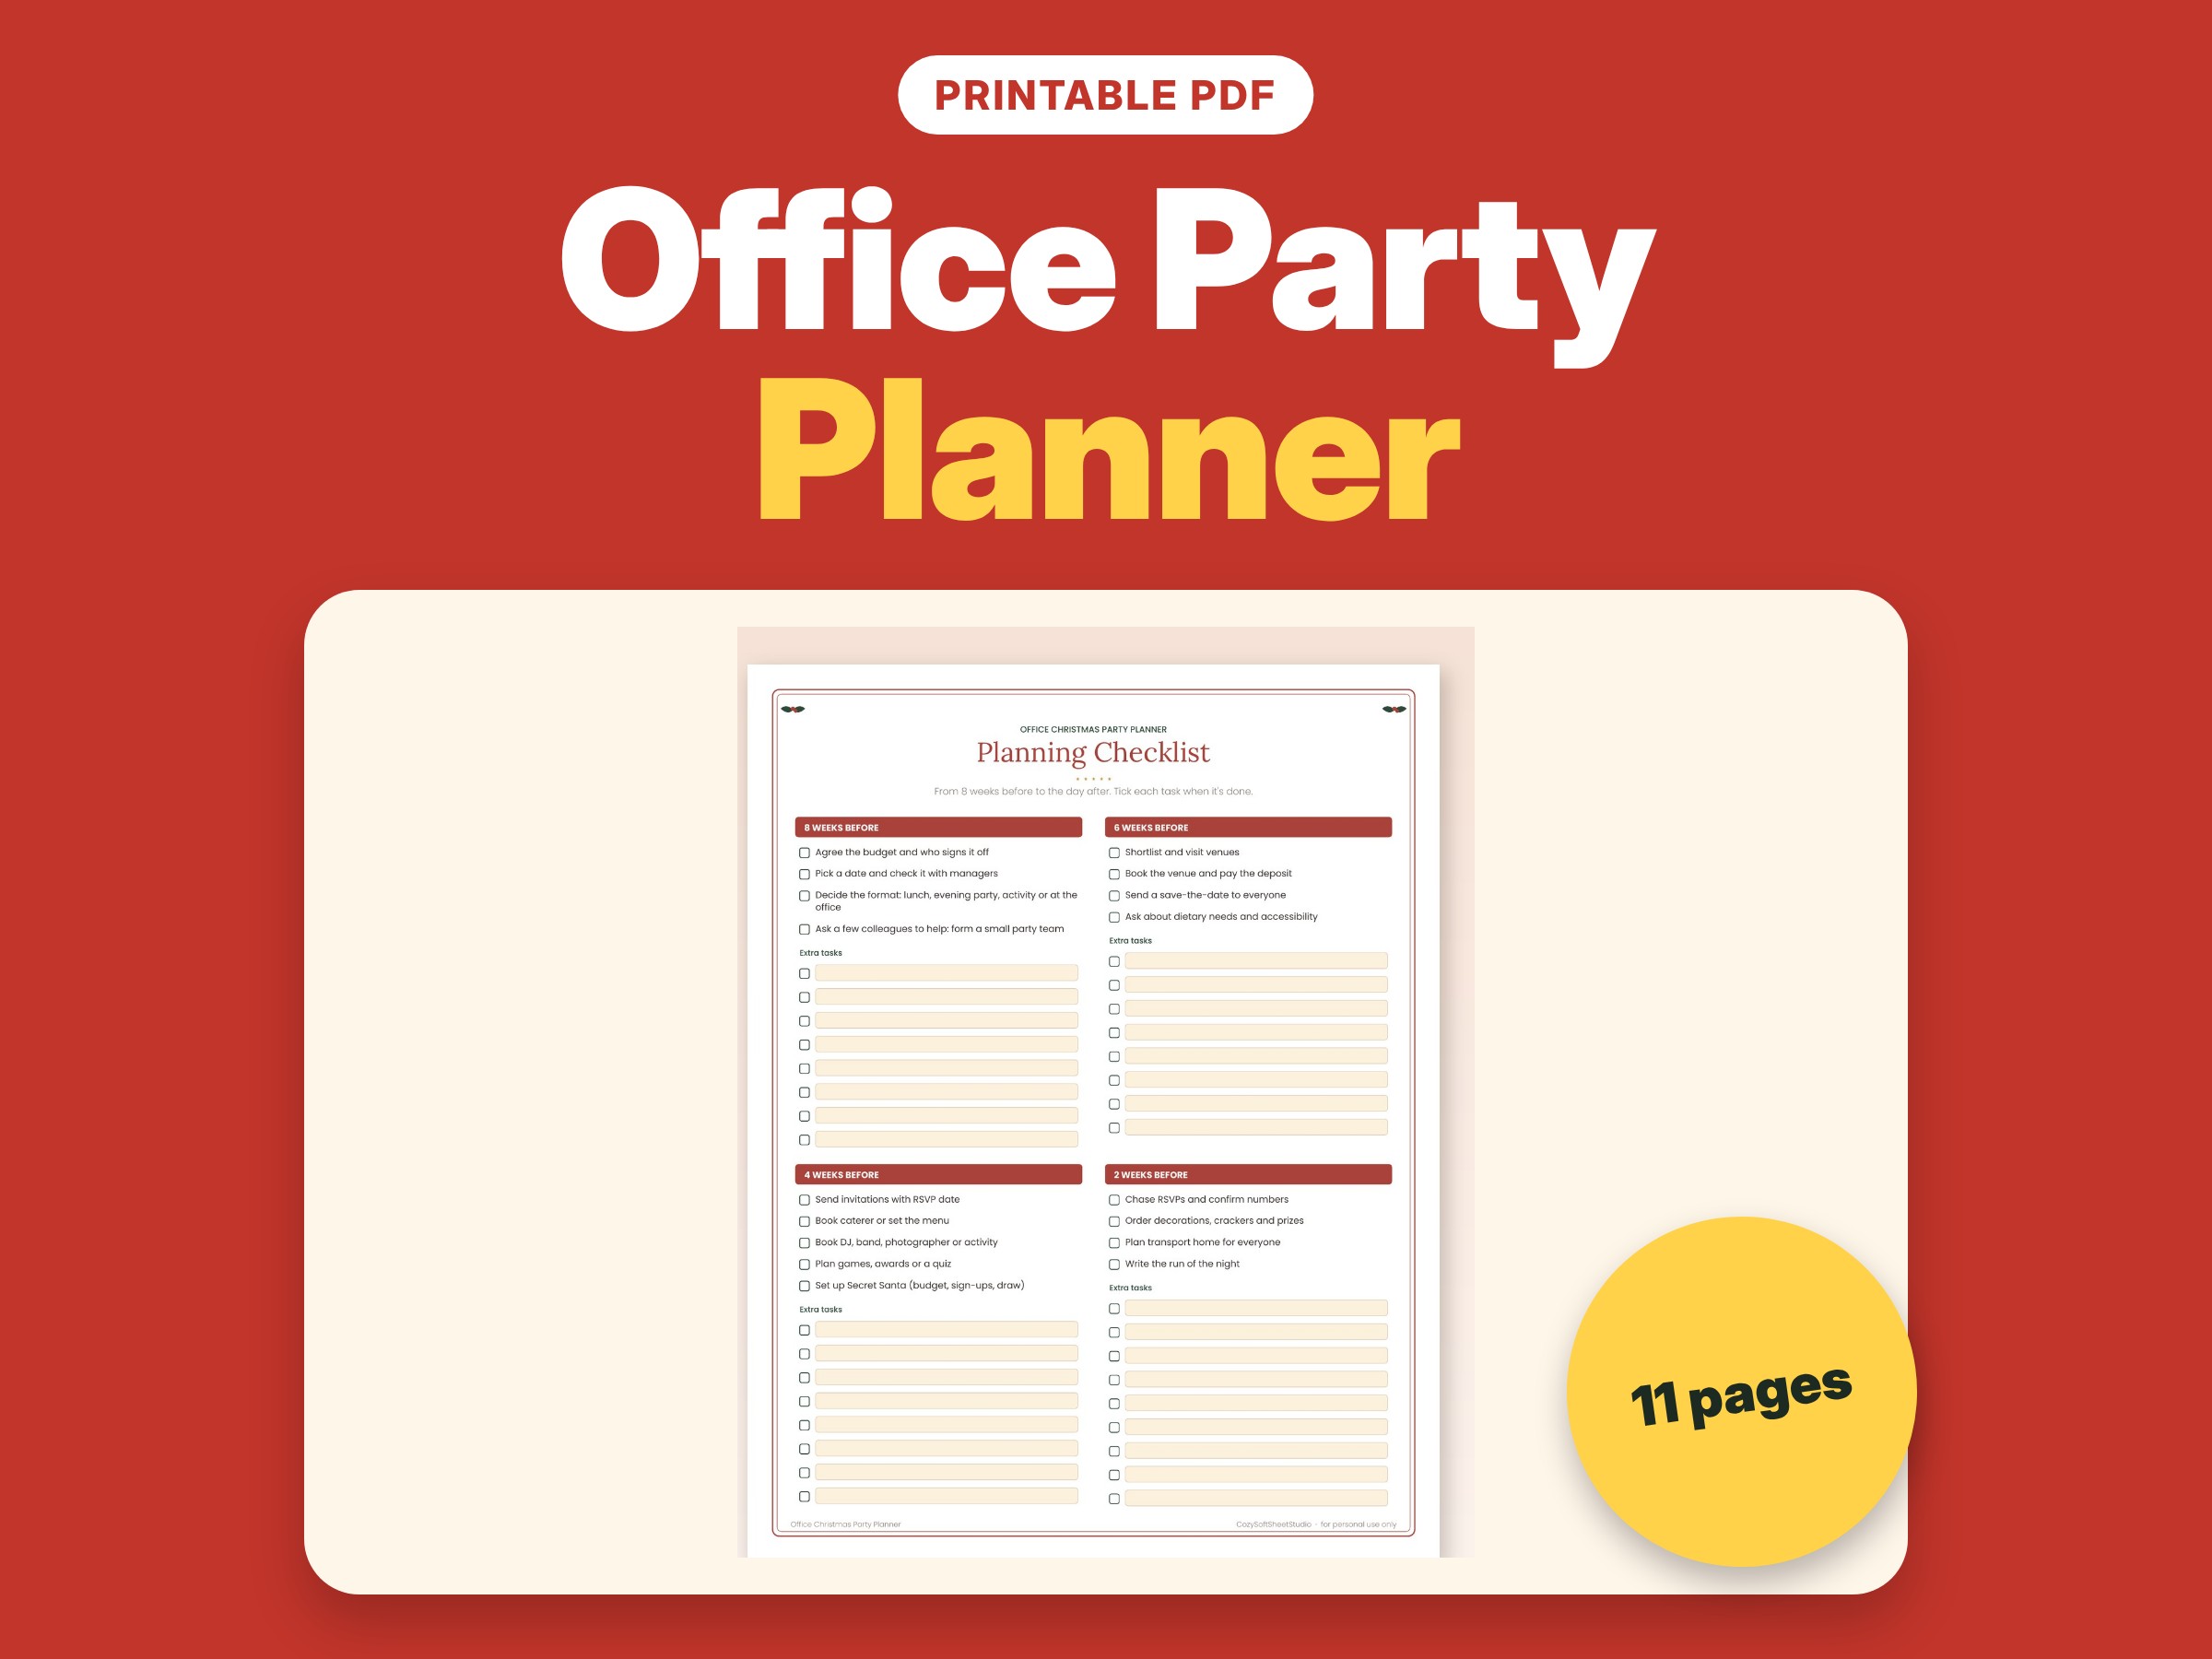 PRINTABLE PDF
Office Party
Planner
OFFICE CHRISTMAS PARTY PLANNER
Planning Checklist
From 8 weeks before to the day after. Tick each task when it's done.
8 WEEKS BEFORE
Agree the budget and who signs it off
Pick a date and check it with managers
Decide the format: lunch, evening party, activity or at the
office
Ask a few colleagues to help: form a small party team
Extra tasks
6 WEEKS BEFORE
Shortlist and visit venues
Book the venue and pay the deposit
Send a save-the-date to everyone
Ask about dietary needs and accessibility
Extra tasks
4 WEEKS BEFORE
Send invitations with RSVP date
Book caterer or set the menu
Book DJ, band, photographer or activity
Plan games, awards or a quiz
Set up Secret Santa (budget, sign-ups, draw)
Extra tasks
2 WEEKS BEFORE
Chase RSVPs and confirm numbers
Order decorations, crackers and prizes
Plan transport home for everyone
Write the run of the night
Extra tasks
Office Christmas Party Planner
CozySoftSheetStudio - for personal use only
11 pages